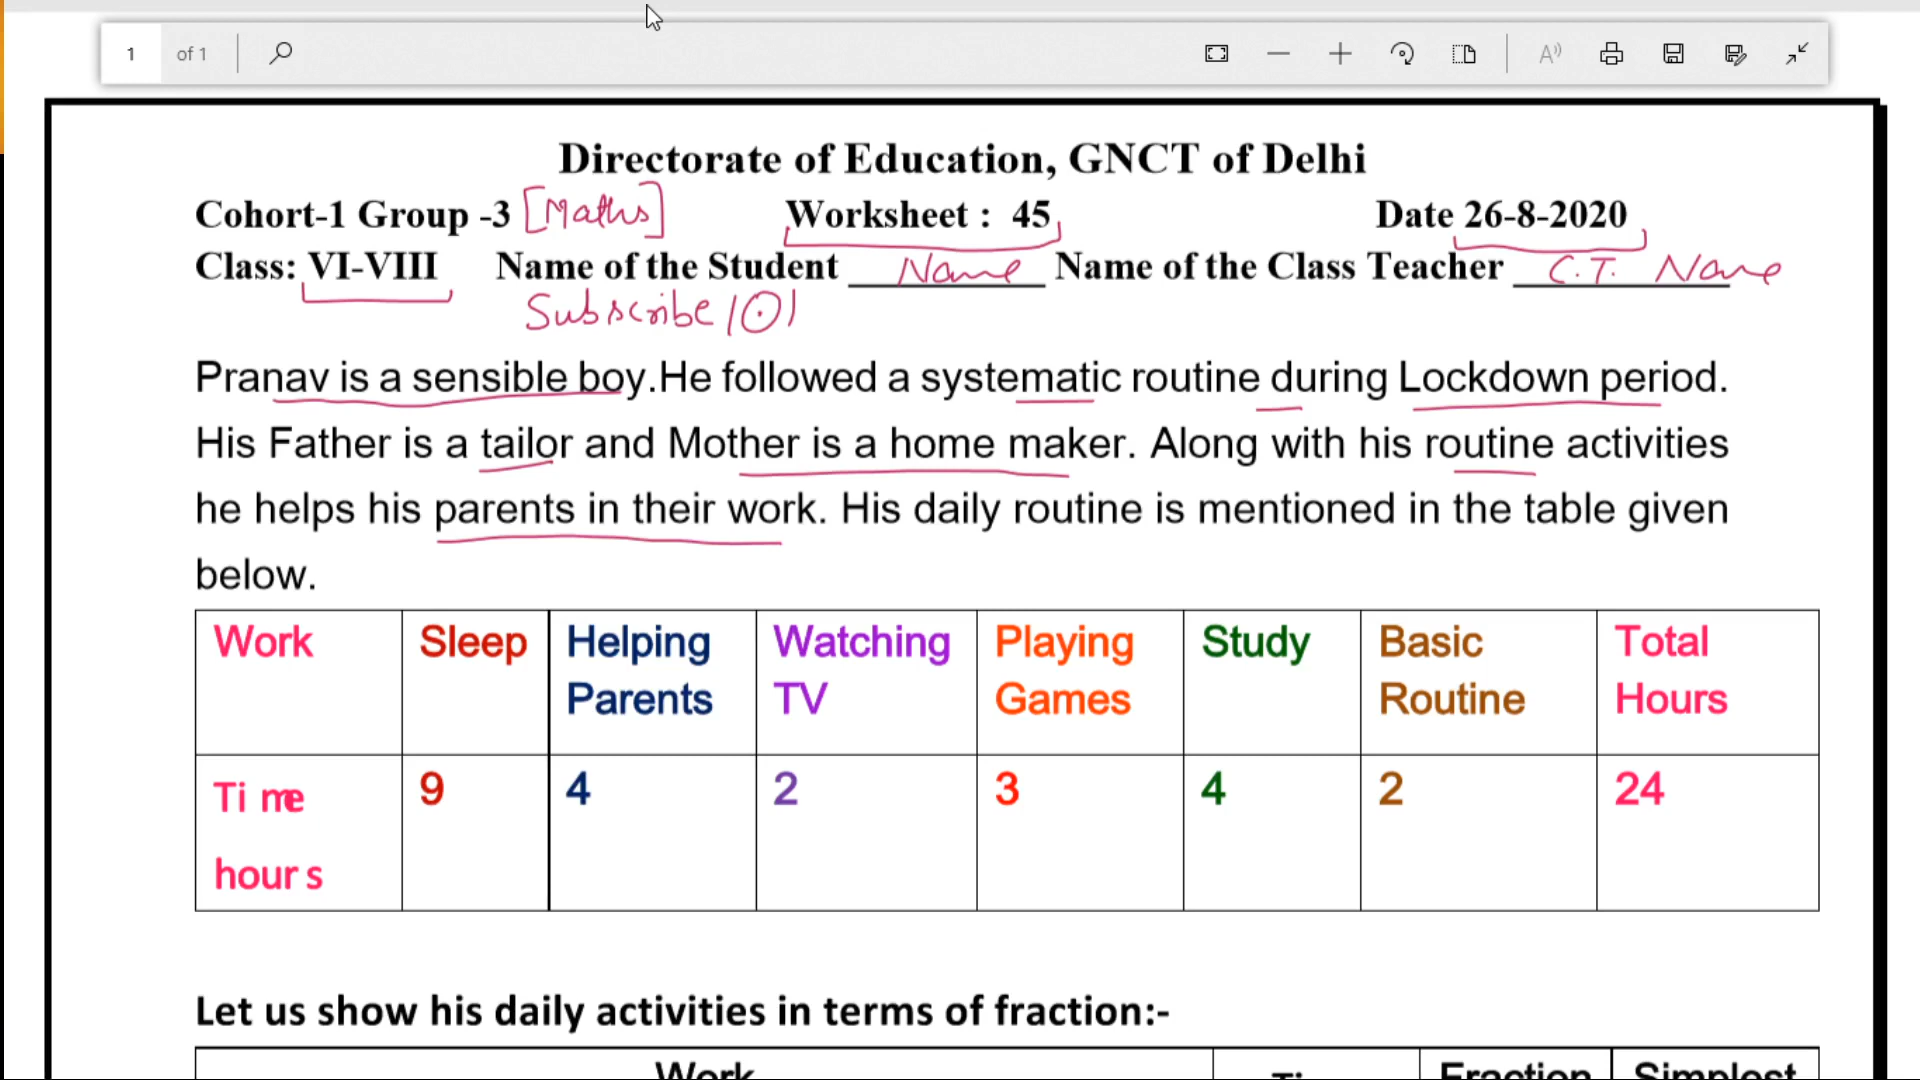 1 of 1
Directorate of Education, GNCT of Delhi
Cohort-1 Group -3 [Maths] Worksheet : 45 Date 26-8-2020
Class: VI-VIII Name of the Student Name Name of the Class Teacher C.T. Name
Subscribe
Pranav is a sensible boy.He followed a systematic routine during Lockdown period.
His Father is a tailor and Mother is a home maker. Along with his routine activities
he helps his parents in their work. His daily routine is mentioned in the table given
below.
Work Sleep Helping Watching Playing Study Basic Total
Parents TV Games Routine Hours
Time 9 4 2 3 4 2 24
hours
Let us show his daily activities in terms of fraction:-
Work Fraction Simplest